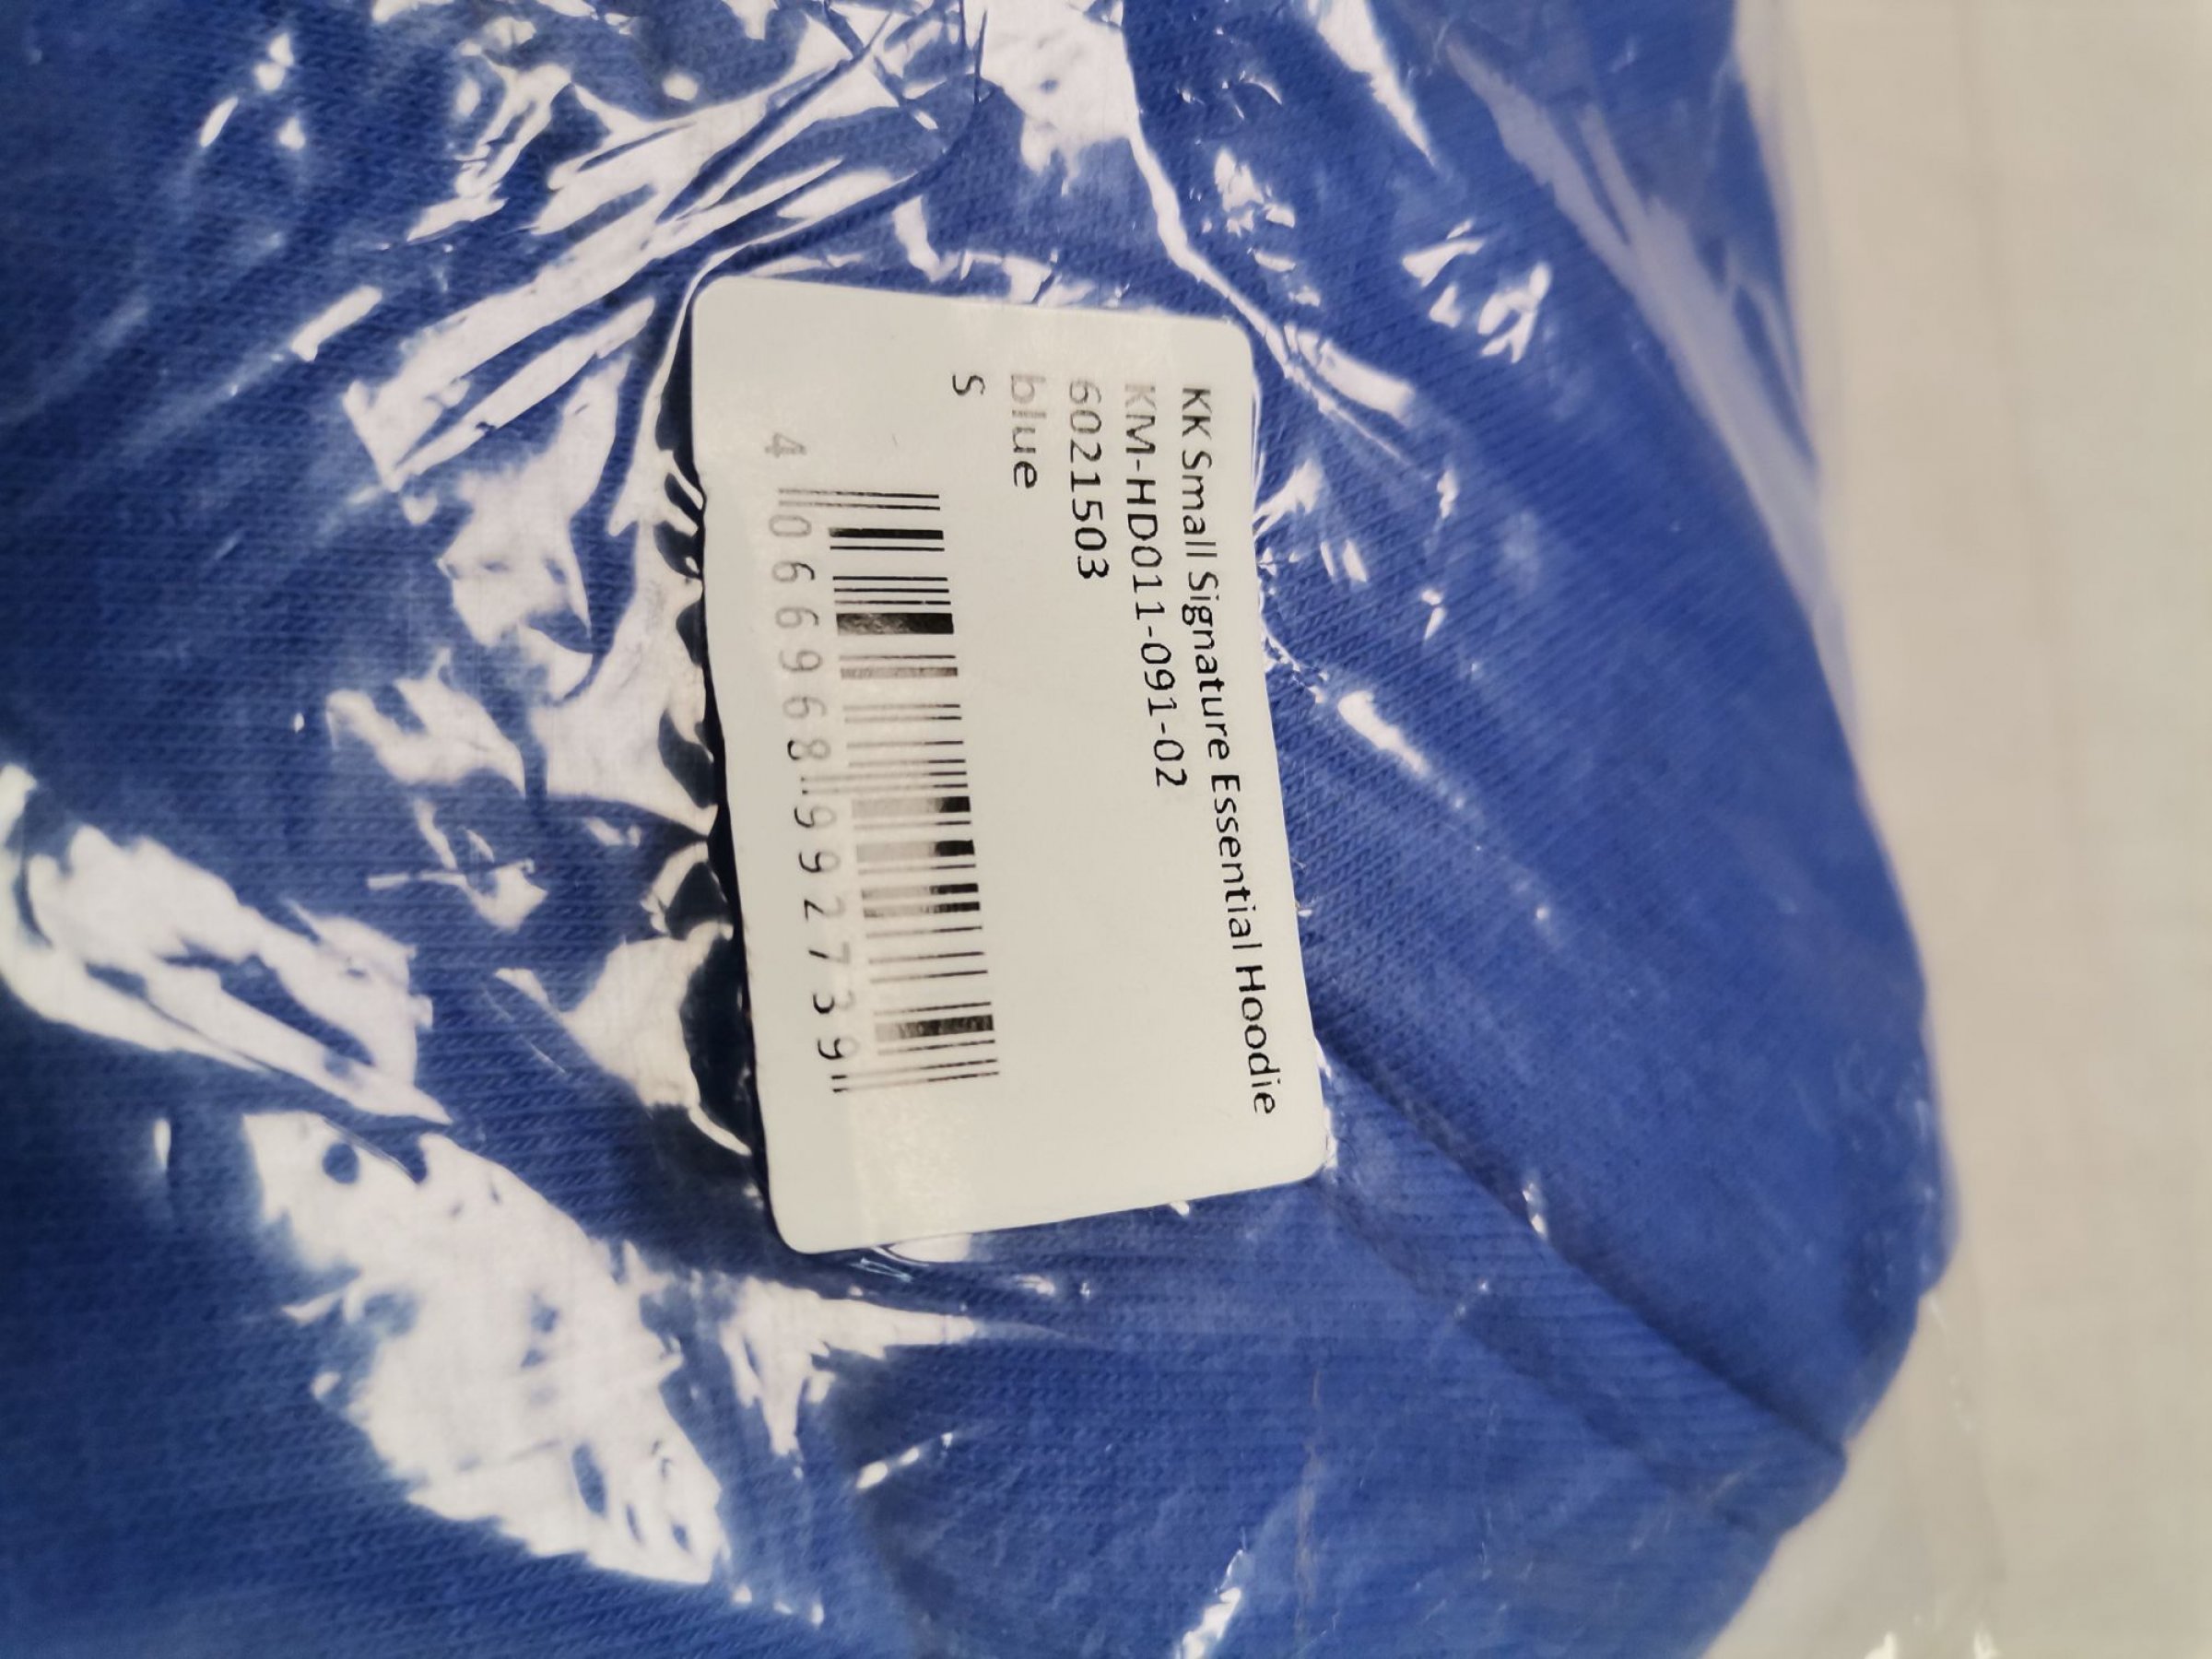 KK Small Signature Essential Hoodie
KM-HD011-091-02
6021503
blue
S
4 066968 992739